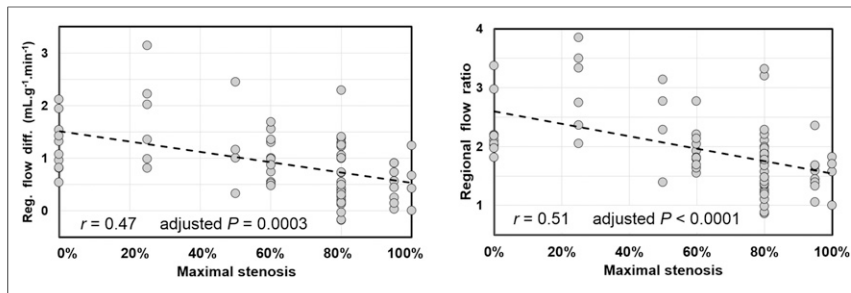 Reg. flow diff. (mL.g⁻¹.min⁻¹)
3
2
1
0
r = 0.47 adjusted P = 0.0003
0% 20% 40% 60% 80% 100%
Maximal stenosis
Regional flow ratio
4
3
2
1
r = 0.51 adjusted P < 0.0001
0% 20% 40% 60% 80% 100%
Maximal stenosis